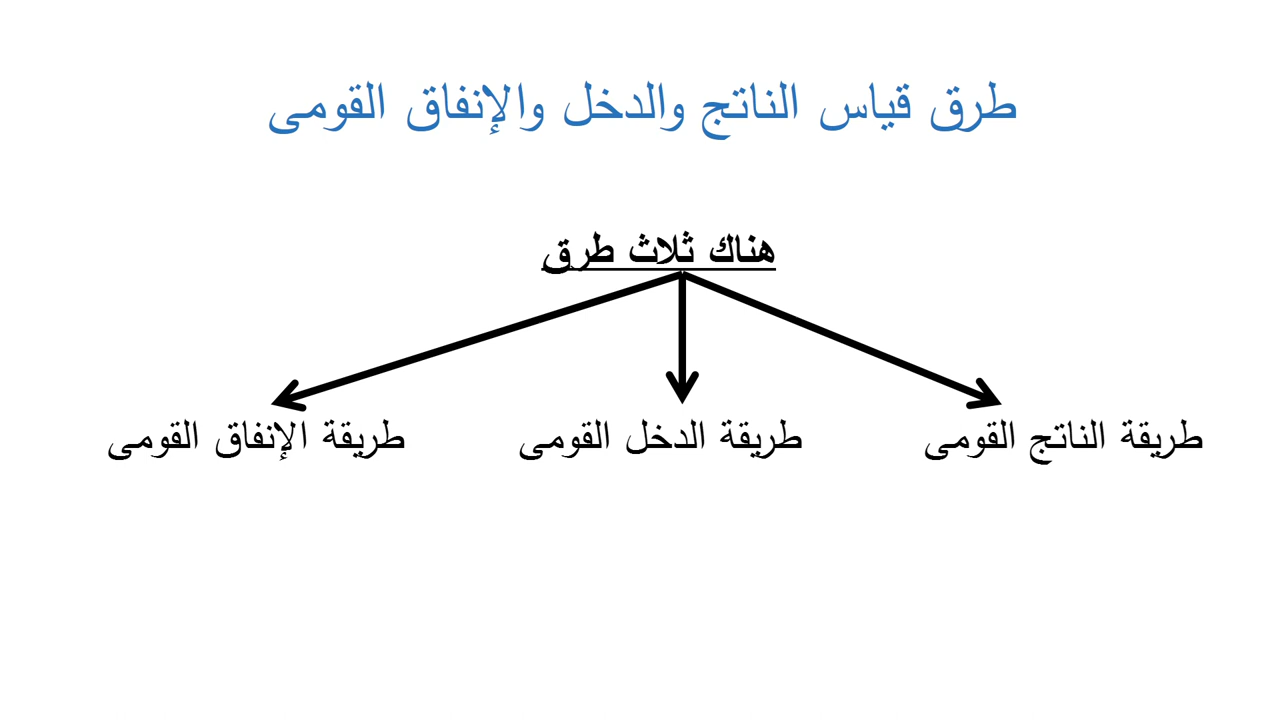 طرق قياس الناتج والدخل والإنفاق القومى
هناك ثلاث طرق
طريقة الناتج القومى
طريقة الدخل القومى
طريقة الإنفاق القومى